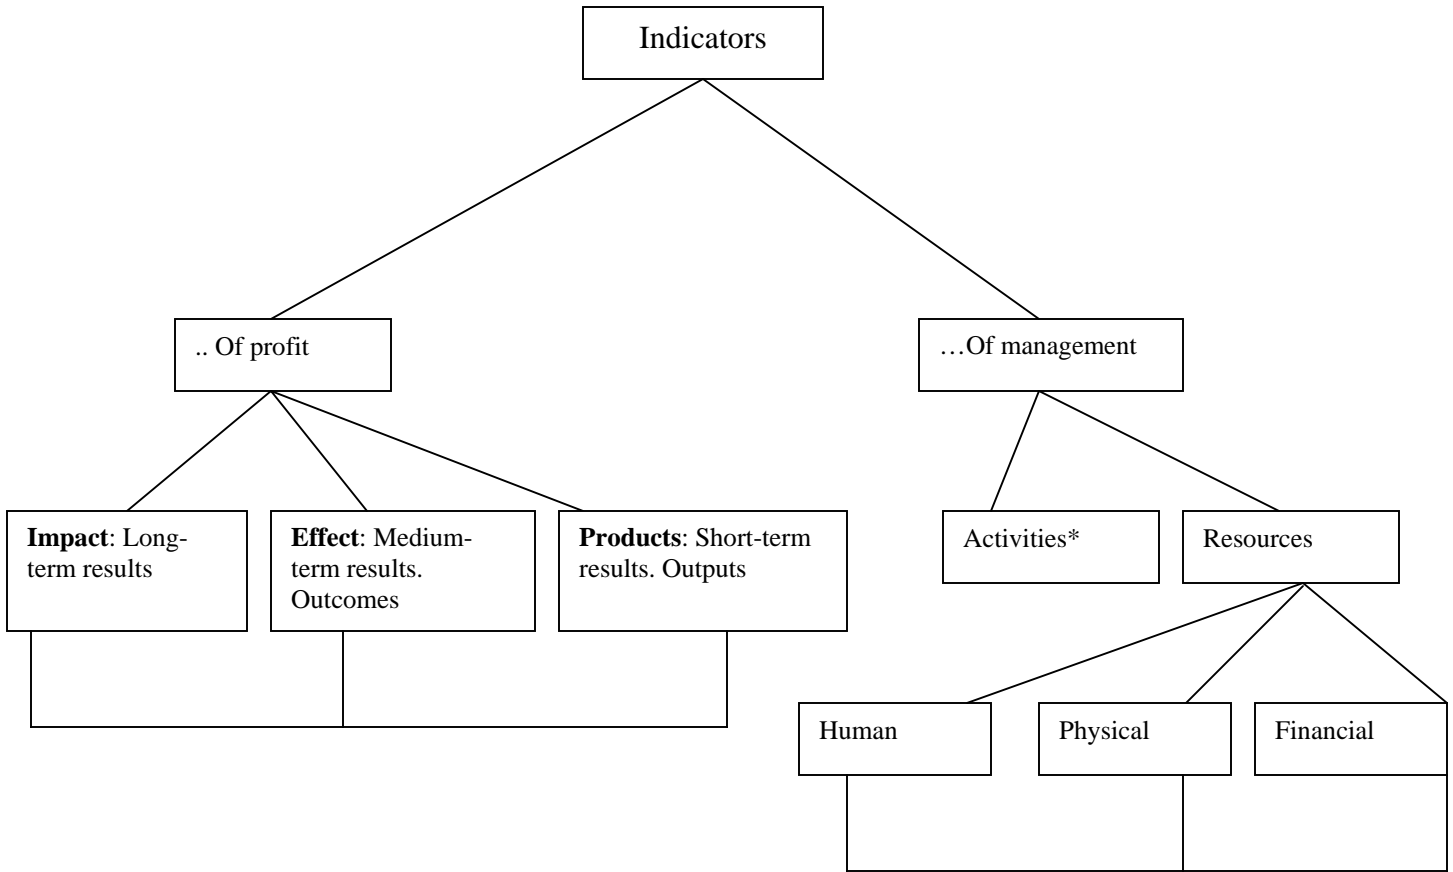 Indicators
.. Of profit
…Of management
Impact: Long-
term results
Effect: Medium-
term results.
Outcomes
Products: Short-term
results. Outputs
Activities*
Resources
Human
Physical
Financial